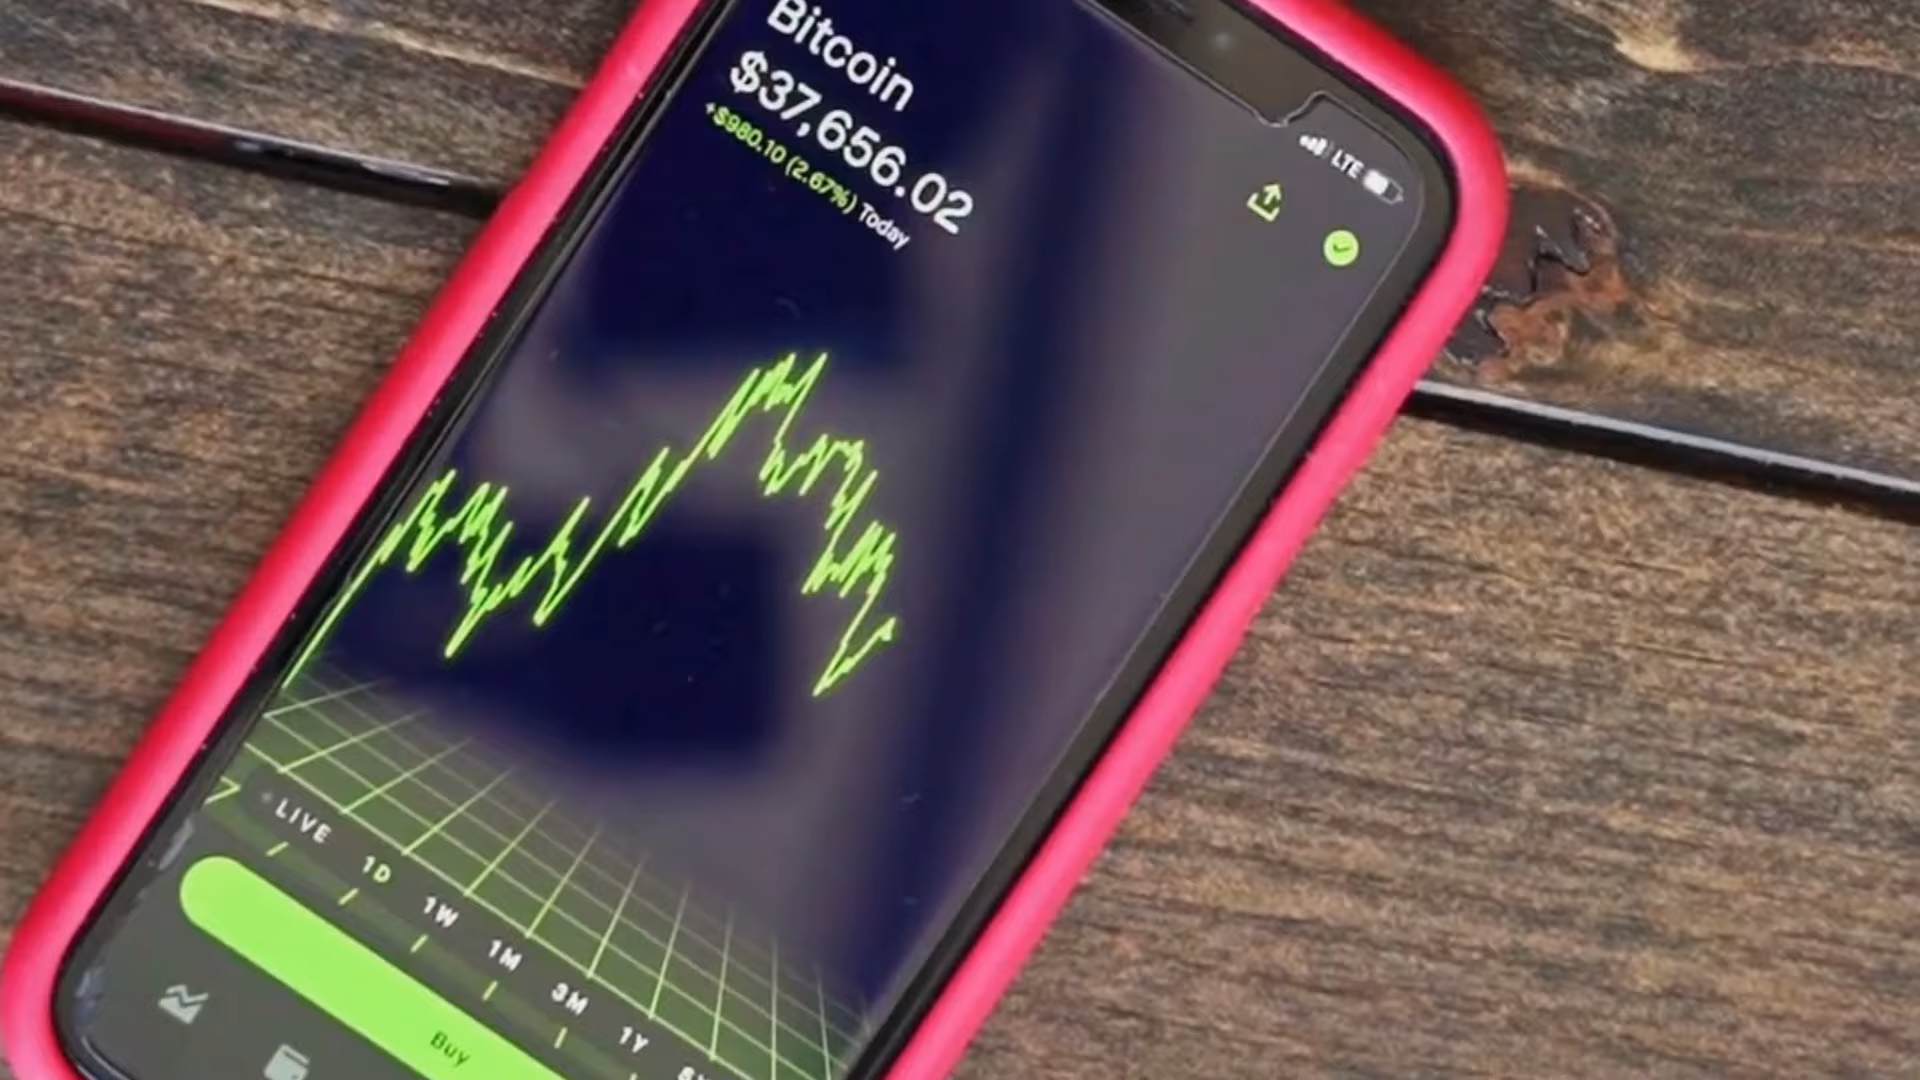 Bitcoin
$37,656.02
+$980.10 (2.67%) Today
LTE
LIVE 1D 1W 1M 3M 1Y
Buy